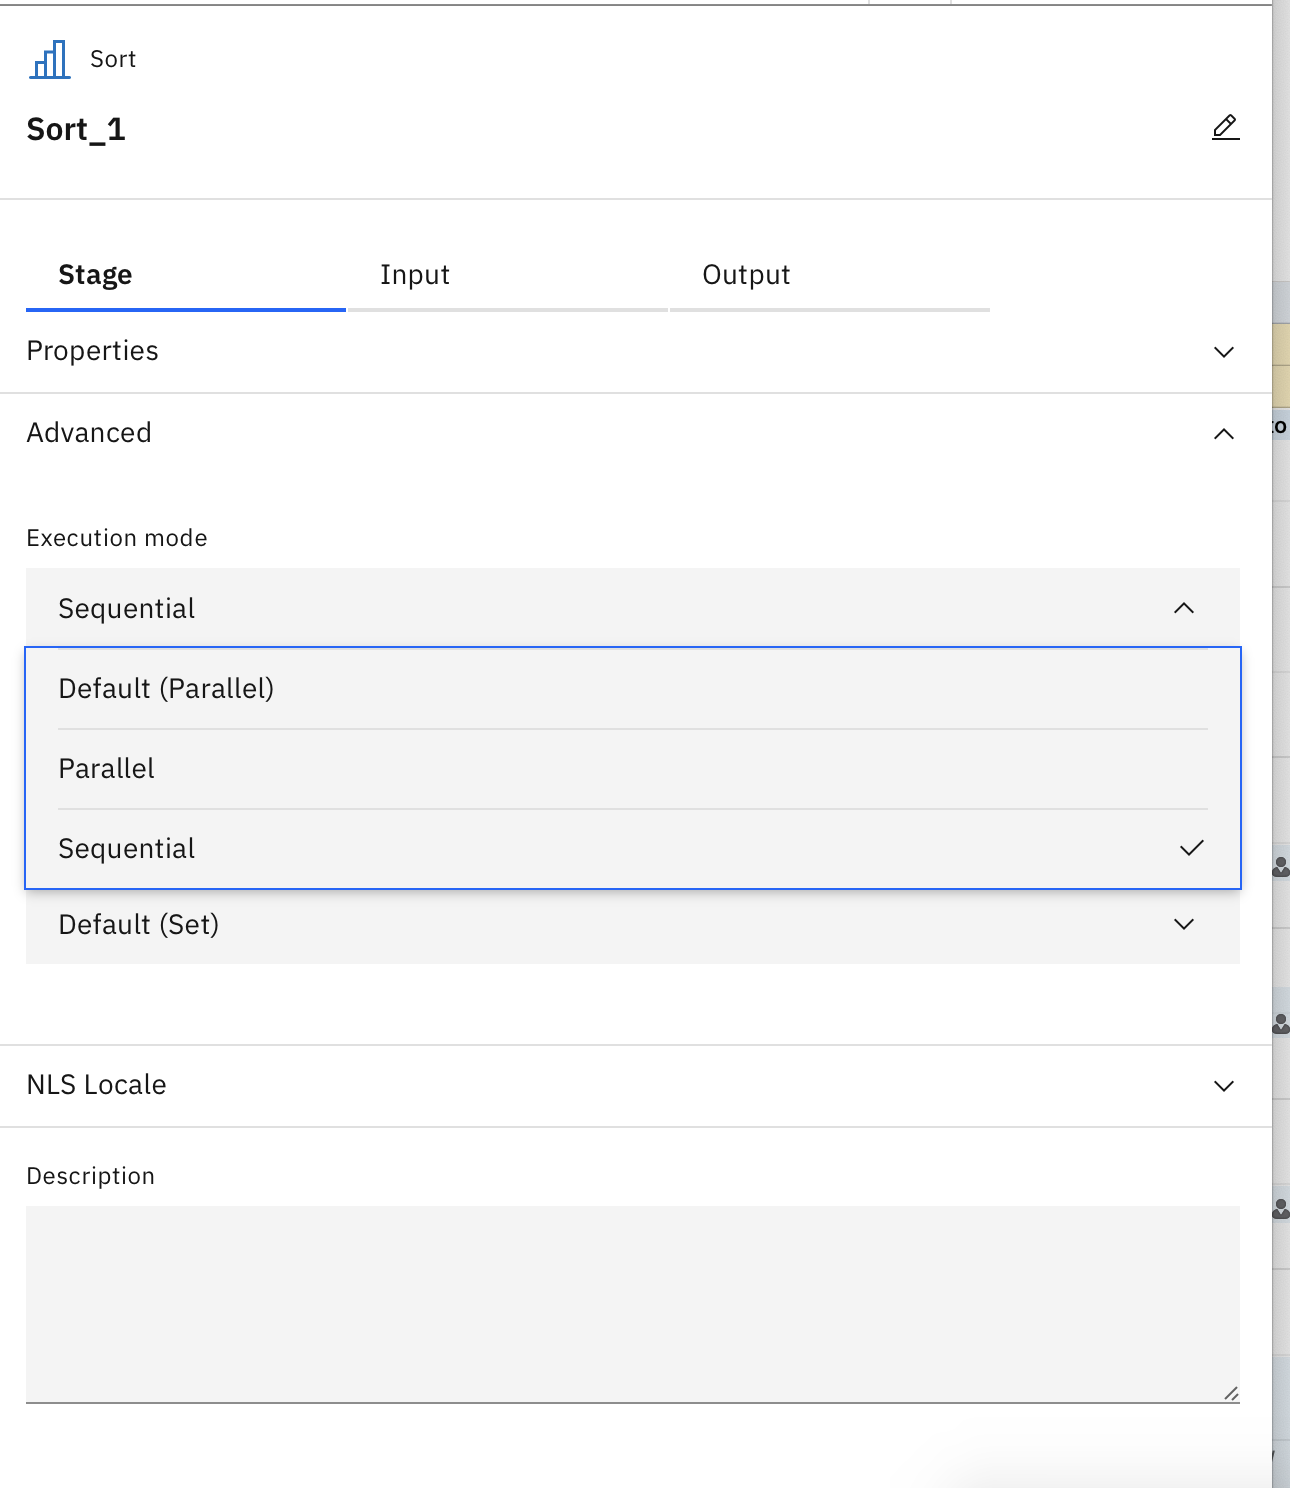 Sort
Sort_1
Stage
Input
Output
Properties
Advanced
Execution mode
Sequential
Default (Parallel)
Parallel
Sequential
Default (Set)
NLS Locale
Description